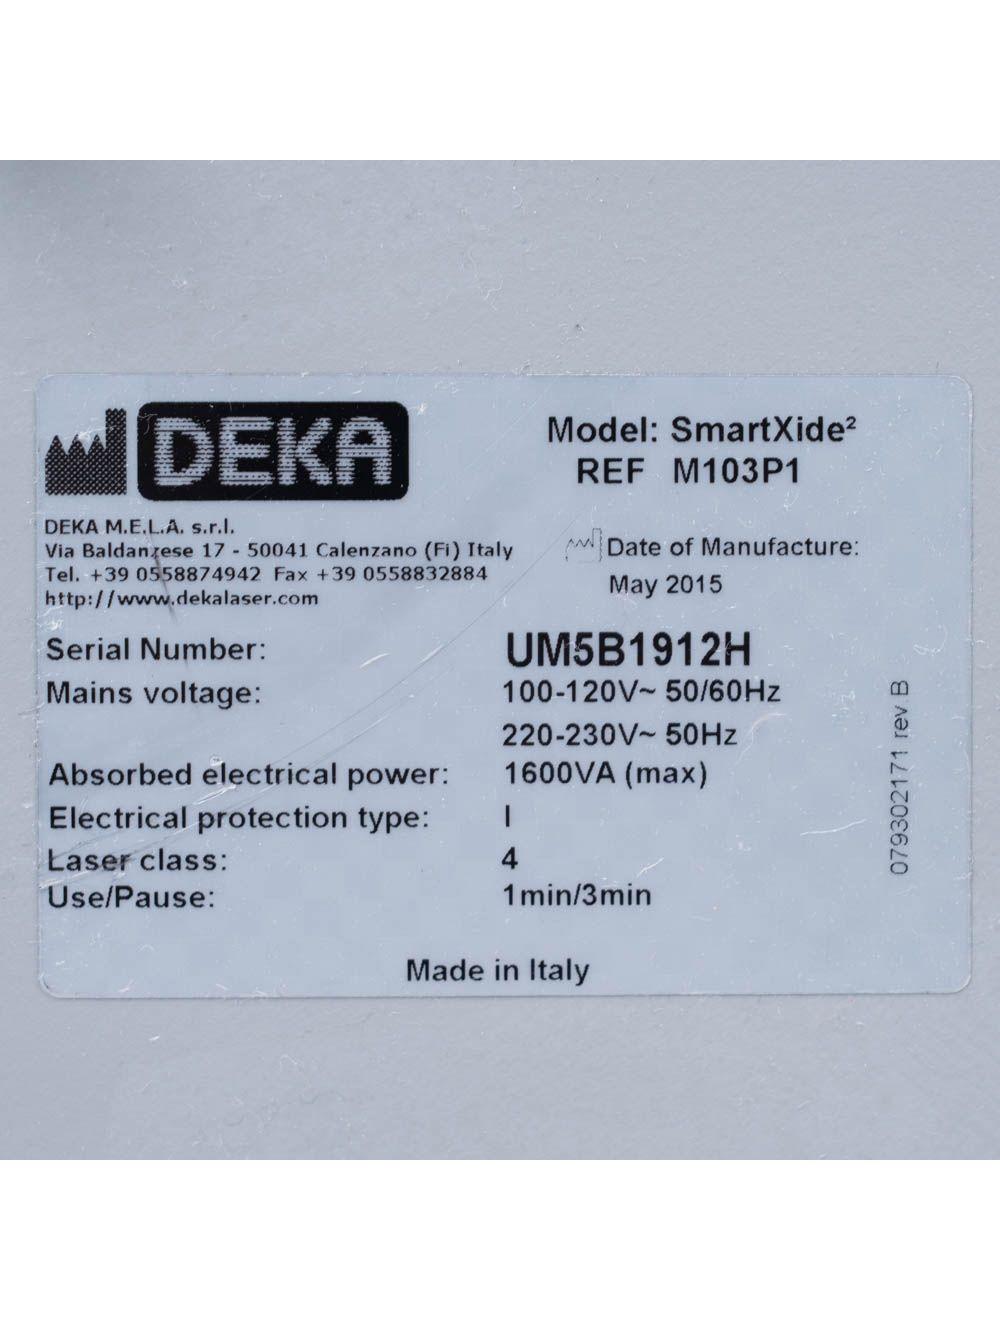 DEKA
DEKA M.E.L.A. s.r.l.
Via Baldanzese 17 - 50041 Calenzano (Fi) Italy
Tel. +39 0558874942 Fax +39 0558832884
http://www.dekalaser.com
Model: SmartXide²
REF M103P1
Date of Manufacture:
May 2015
Serial Number: UM5B1912H
Mains voltage: 100-120V~ 50/60Hz
220-230V~ 50Hz
Absorbed electrical power: 1600VA (max)
Electrical protection type: I
Laser class: 4
Use/Pause: 1min/3min
Made in Italy
079302171 rev B